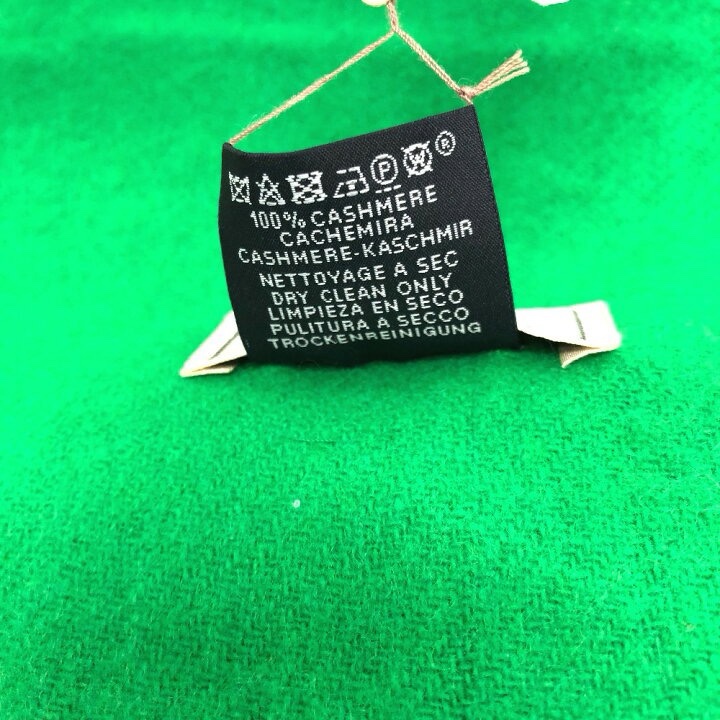 P W R
100% CASHMERE
CACHEMIRA
CASHMERE-KASCHMIR
NETTOYAGE A SEC
DRY CLEAN ONLY
LIMPIEZA EN SECO
PULITURA A SECCO
TROCKENREINIGUNG